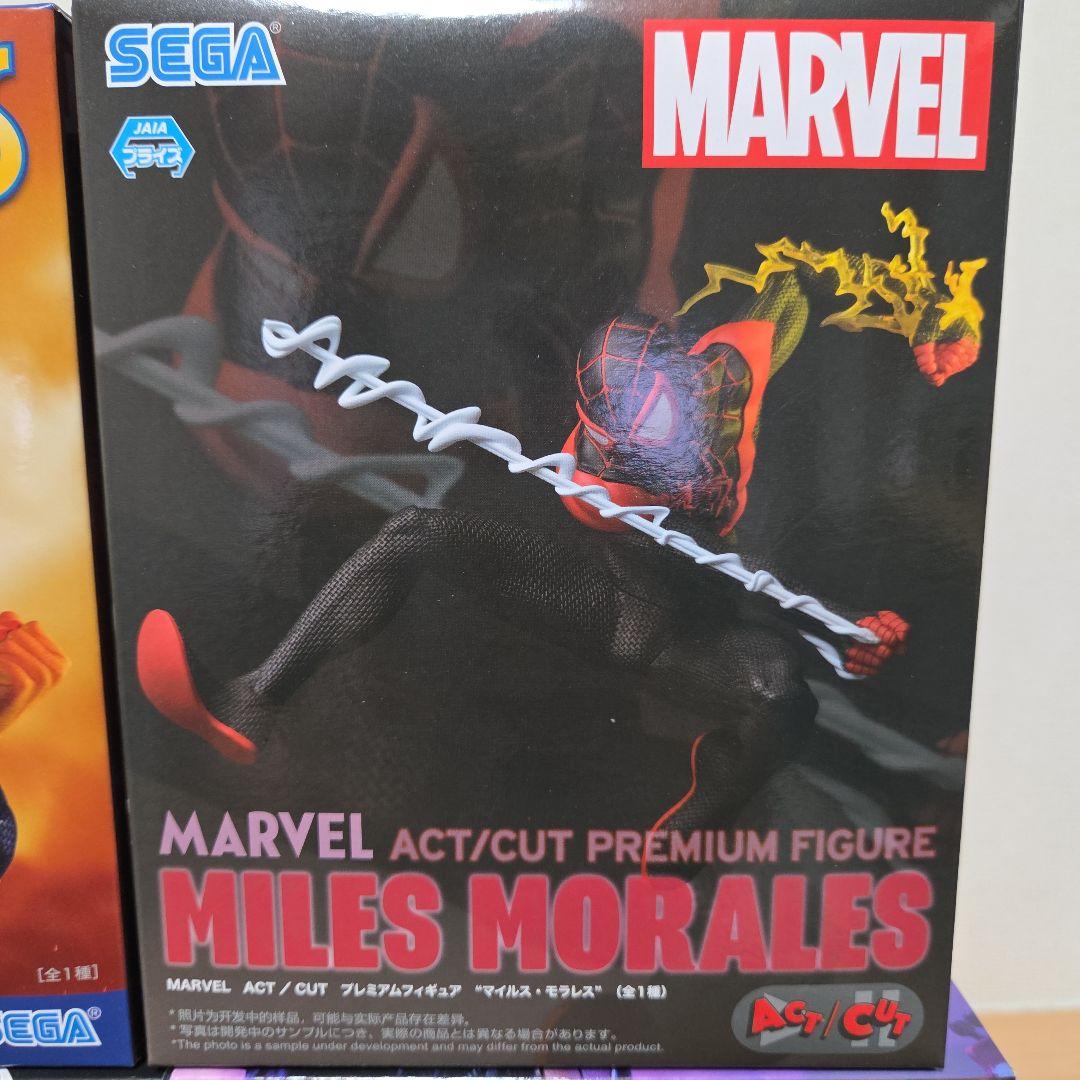 SEGA®
JAIA
プライズ
MARVEL
MARVEL ACT/CUT PREMIUM FIGURE
MILES MORALES
MARVEL ACT/CUT プレミアムフィギュア “マイルス・モラレス” (全1種)
*照片为开发中的样品，可能与实际产品存在差异。
*写真は開発中のサンプルにつき、実際の商品とは異なる場合があります。
*The photo is a sample under development and may differ from the actual product.
ACT/CUT
[全1種]
SEGA®